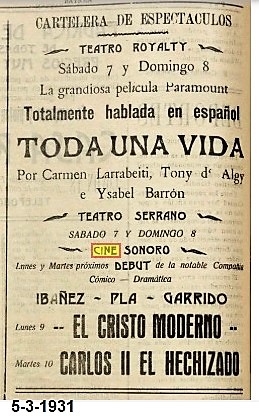 CARTELERA DE ESPECTACULOS
TEATRO ROYALTY
Sábado 7 y Domingo 8
La grandiosa película Paramount
Totalmente hablada en español
TODA UNA VIDA
Por Carmen Larrabeiti, Tony d' Algy
e Ysabel Barrón
TEATRO SERRANO
SABADO 7 Y DOMINGO 8
CINE SONORO
Lunes y Martes próximos DEBUT de la notable Compañía
Cómico – Dramática
IBAÑEZ - PLA - GARRIDO
Lunes 9 -- EL CRISTO MODERNO --
Martes 10 CARLOS II EL HECHIZADO
5-3-1931